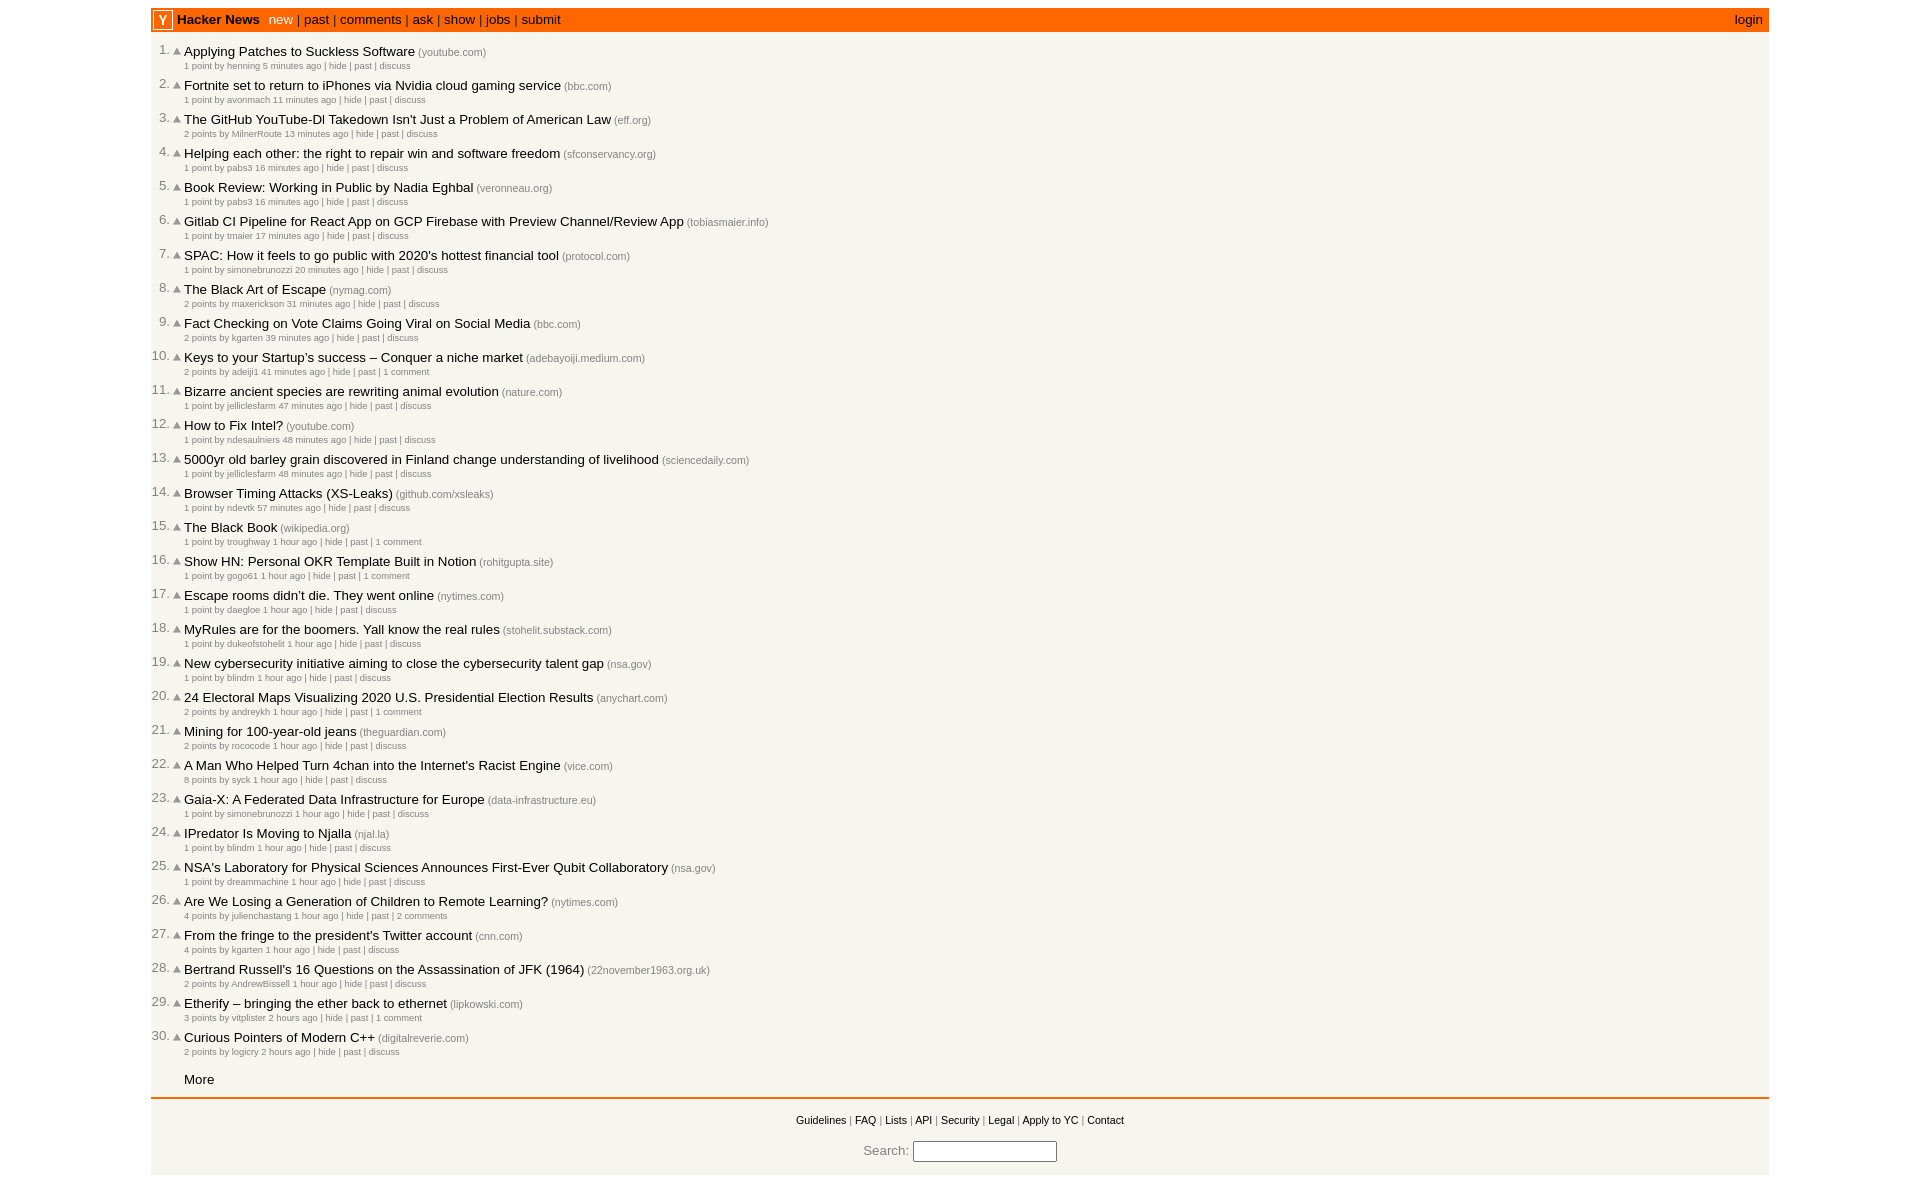 Y Hacker News new | past | comments | ask | show | jobs | submit login
1. Applying Patches to Suckless Software (youtube.com)
1 point by henning 5 minutes ago | hide | past | discuss
2. Fortnite set to return to iPhones via Nvidia cloud gaming service (bbc.com)
1 point by avonmach 11 minutes ago | hide | past | discuss
3. The GitHub YouTube-Dl Takedown Isn't Just a Problem of American Law (eff.org)
2 points by MilnerRoute 13 minutes ago | hide | past | discuss
4. Helping each other: the right to repair win and software freedom (sfconservancy.org)
1 point by pabs3 16 minutes ago | hide | past | discuss
5. Book Review: Working in Public by Nadia Eghbal (veronneau.org)
1 point by pabs3 16 minutes ago | hide | past | discuss
6. Gitlab CI Pipeline for React App on GCP Firebase with Preview Channel/Review App (tobiasmaier.info)
1 point by tmaier 17 minutes ago | hide | past | discuss
7. SPAC: How it feels to go public with 2020's hottest financial tool (protocol.com)
1 point by simonebrunozzi 20 minutes ago | hide | past | discuss
8. The Black Art of Escape (nymag.com)
2 points by maxerickson 31 minutes ago | hide | past | discuss
9. Fact Checking on Vote Claims Going Viral on Social Media (bbc.com)
2 points by kgarten 39 minutes ago | hide | past | discuss
10. Keys to your Startup’s success – Conquer a niche market (adebayoiji.medium.com)
2 points by adeiji1 41 minutes ago | hide | past | 1 comment
11. Bizarre ancient species are rewriting animal evolution (nature.com)
1 point by jelliclesfarm 47 minutes ago | hide | past | discuss
12. How to Fix Intel? (youtube.com)
1 point by ndesaulniers 48 minutes ago | hide | past | discuss
13. 5000yr old barley grain discovered in Finland change understanding of livelihood (sciencedaily.com)
1 point by jelliclesfarm 48 minutes ago | hide | past | discuss
14. Browser Timing Attacks (XS-Leaks) (github.com/xsleaks)
1 point by ndevtk 57 minutes ago | hide | past | discuss
15. The Black Book (wikipedia.org)
1 point by troughway 1 hour ago | hide | past | 1 comment
16. Show HN: Personal OKR Template Built in Notion (rohitgupta.site)
1 point by gogo61 1 hour ago | hide | past | 1 comment
17. Escape rooms didn’t die. They went online (nytimes.com)
1 point by daegloe 1 hour ago | hide | past | discuss
18. MyRules are for the boomers. Yall know the real rules (stohelit.substack.com)
1 point by dukeofstohelit 1 hour ago | hide | past | discuss
19. New cybersecurity initiative aiming to close the cybersecurity talent gap (nsa.gov)
1 point by blindm 1 hour ago | hide | past | discuss
20. 24 Electoral Maps Visualizing 2020 U.S. Presidential Election Results (anychart.com)
2 points by andreykh 1 hour ago | hide | past | 1 comment
21. Mining for 100-year-old jeans (theguardian.com)
2 points by rococode 1 hour ago | hide | past | discuss
22. A Man Who Helped Turn 4chan into the Internet's Racist Engine (vice.com)
8 points by syck 1 hour ago | hide | past | discuss
23. Gaia-X: A Federated Data Infrastructure for Europe (data-infrastructure.eu)
1 point by simonebrunozzi 1 hour ago | hide | past | discuss
24. IPredator Is Moving to Njalla (njal.la)
1 point by blindm 1 hour ago | hide | past | discuss
25. NSA's Laboratory for Physical Sciences Announces First-Ever Qubit Collaboratory (nsa.gov)
1 point by dreammachine 1 hour ago | hide | past | discuss
26. Are We Losing a Generation of Children to Remote Learning? (nytimes.com)
4 points by julienchastang 1 hour ago | hide | past | 2 comments
27. From the fringe to the president's Twitter account (cnn.com)
4 points by kgarten 1 hour ago | hide | past | discuss
28. Bertrand Russell's 16 Questions on the Assassination of JFK (1964) (22november1963.org.uk)
2 points by AndrewBissell 1 hour ago | hide | past | discuss
29. Etherify – bringing the ether back to ethernet (lipkowski.com)
3 points by vitplister 2 hours ago | hide | past | 1 comment
30. Curious Pointers of Modern C++ (digitalreverie.com)
2 points by logicry 2 hours ago | hide | past | discuss
More
Guidelines | FAQ | Lists | API | Security | Legal | Apply to YC | Contact
Search: